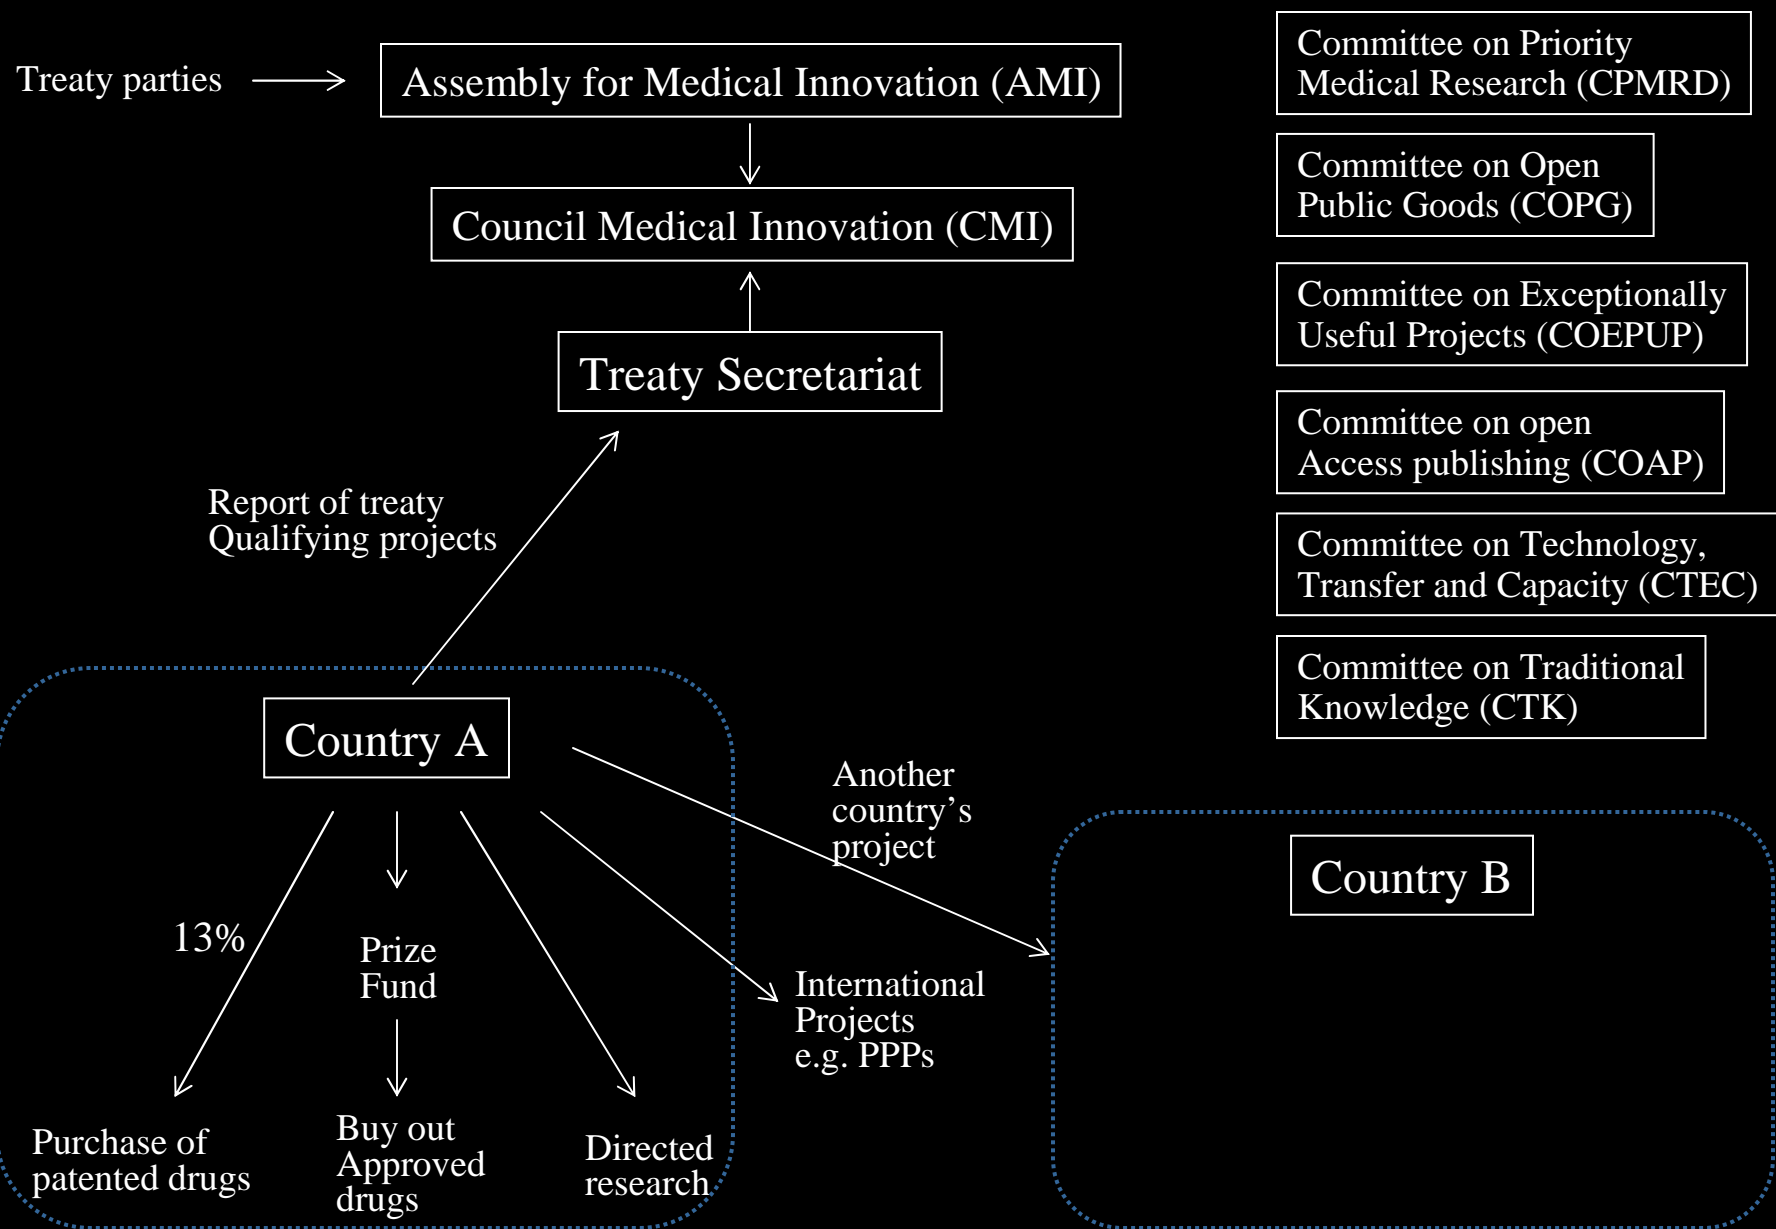 Treaty parties
Assembly for Medical Innovation (AMI)
Council Medical Innovation (CMI)
Treaty Secretariat
Report of treaty
Qualifying projects
Country A
13%
Prize
Fund
Purchase of
patented drugs
Buy out
Approved
drugs
Directed
research
International
Projects
e.g. PPPs
Another
country’s
project
Country B
Committee on Priority
Medical Research (CPMRD)
Committee on Open
Public Goods (COPG)
Committee on Exceptionally
Useful Projects (COEPUP)
Committee on open
Access publishing (COAP)
Committee on Technology,
Transfer and Capacity (CTEC)
Committee on Traditional
Knowledge (CTK)